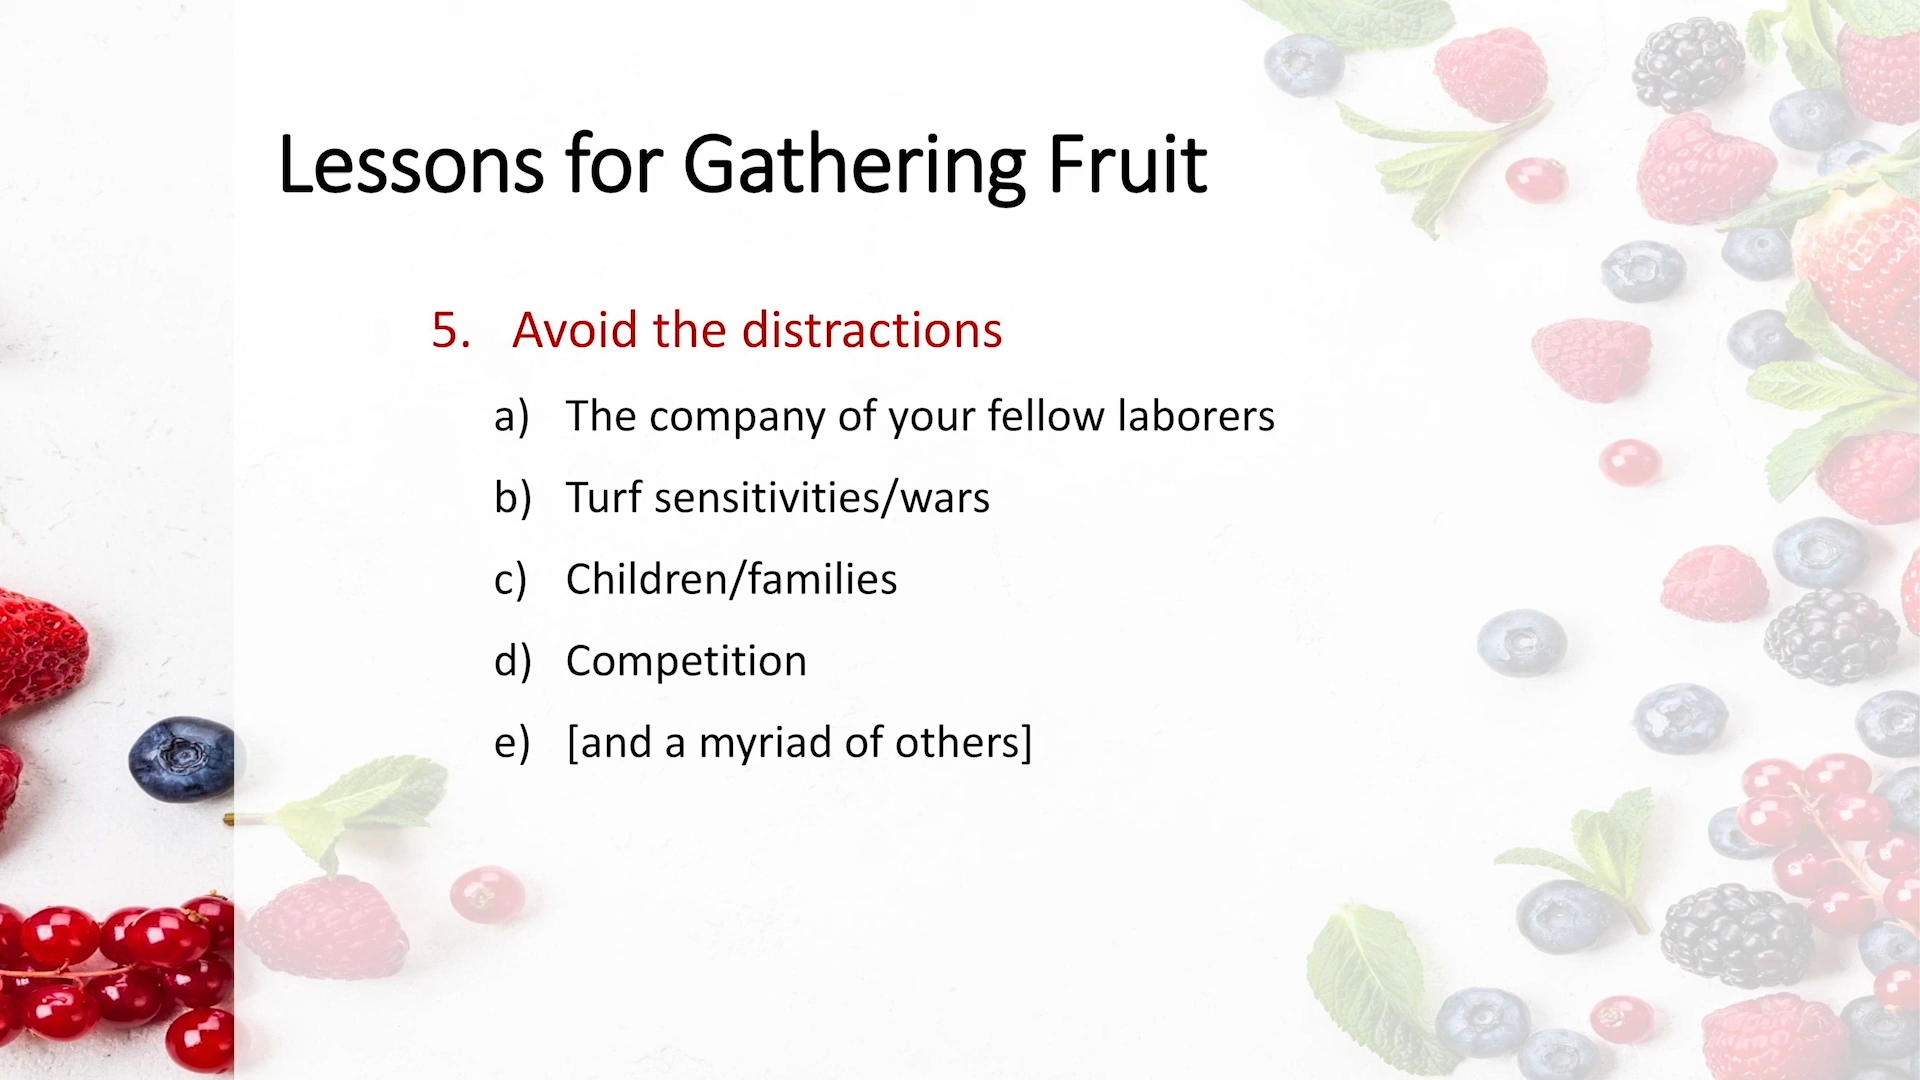 Lessons for Gathering Fruit
5. Avoid the distractions
a) The company of your fellow laborers
b) Turf sensitivities/wars
c) Children/families
d) Competition
e) [and a myriad of others]